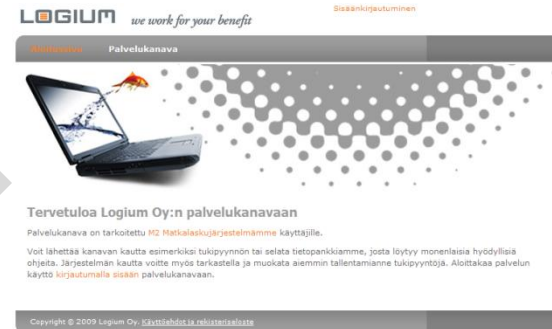 LOGIUM we work for your benefit
Sisäänkirjautuminen
Palvelukanava
Tervetuloa Logium Oy:n palvelukanavaan
Palvelukanava on tarkoitettu M2 Matkalaskujärjestelmämme käyttäjille.
Voit lähettää kanavan kautta esimerkiksi tukipyynnön tai selata tietopankkiamme, josta löytyy monenlaisia hyödyllisiä
ohjeita. Järjestelmän kautta voitte myös tarkastella ja muokata aiemmin tallentamianne tukipyyntöjä. Aloittakaa palvelun
käyttö kirjautumalla sisään palvelukanavaan.
Copyright © 2009 Logium Oy. Käyttöehdot ja rekisteriseloste